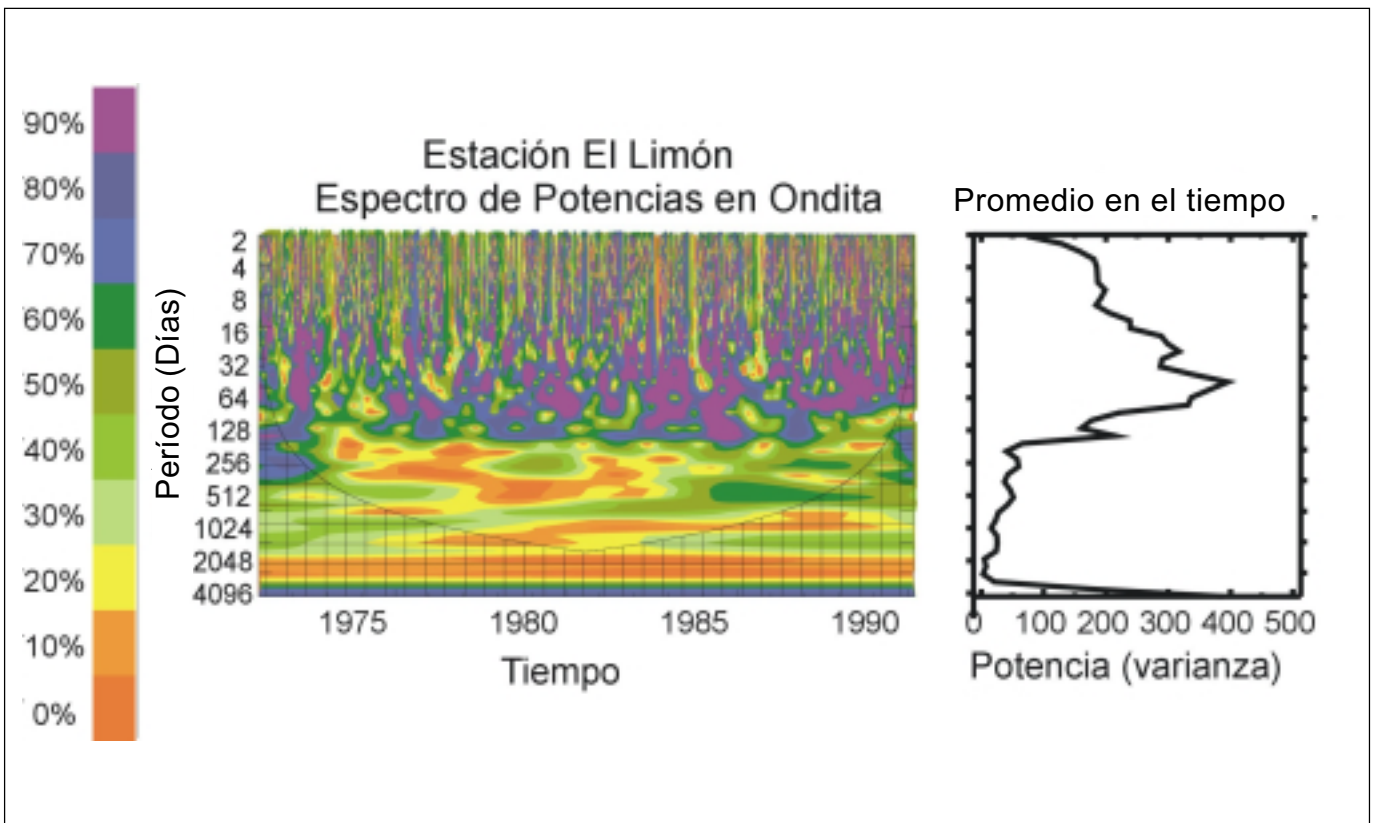 90%
80%
70%
60%
50%
40%
30%
20%
10%
0%
Estación El Limón
Espectro de Potencias en Ondita
Período (Días)
2
4
8
16
32
64
128
256
512
1024
2048
4096
1975 1980 1985 1990
Tiempo
Promedio en el tiempo
0 100 200 300 400 500
Potencia (varianza)